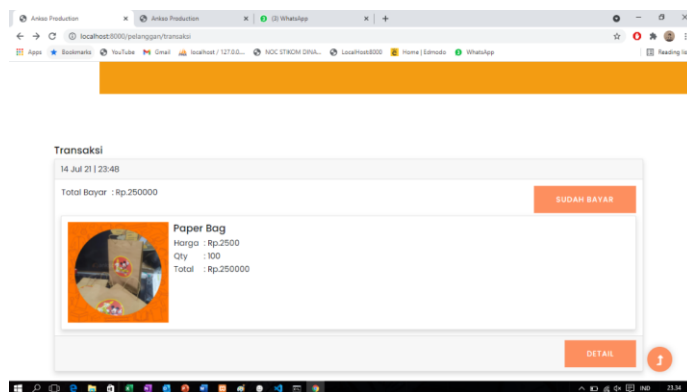 Ankso Production
Ankso Production
(3) WhatsApp
localhost:8000/pelanggan/transaksi
Apps
Bookmarks
YouTube
Gmail
localhost / 127.0.0...
NOC STIKOM DINA...
LocalHost8000
Home | Edmodo
WhatsApp
Reading lis
Transaksi
14 Jul 21 | 23:48
Total Bayar : Rp.250000
SUDAH BAYAR
Paper Bag
Harga : Rp.2500
Qty : 100
Total : Rp.250000
DETAIL
IND
23.34